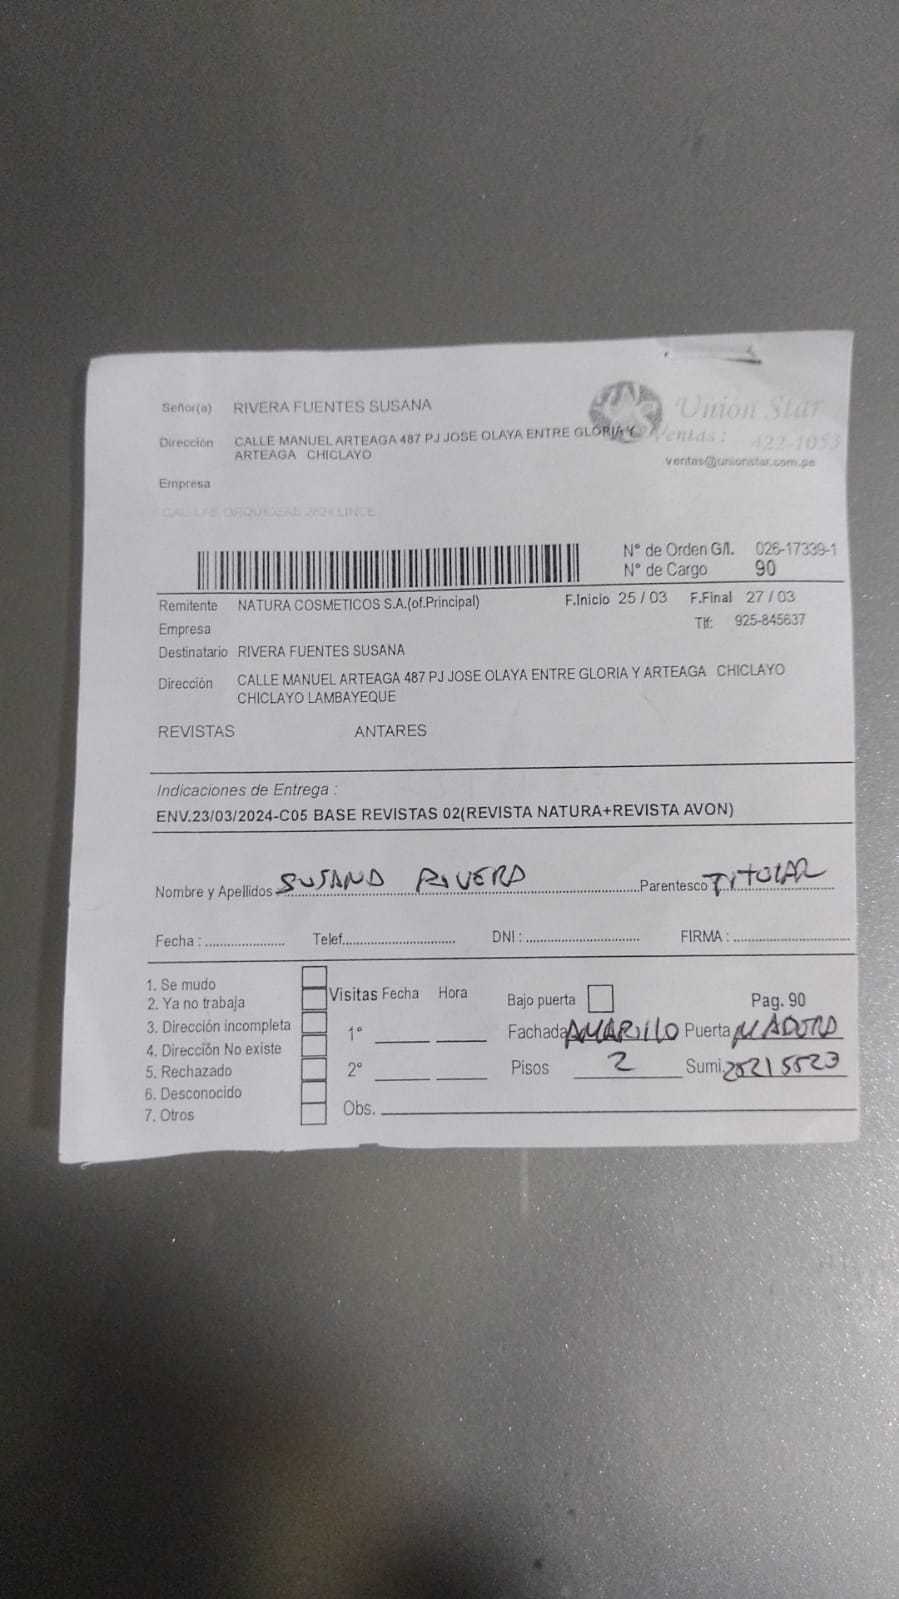 Señor(a) RIVERA FUENTES SUSANA
Union Star
Dirección CALLE MANUEL ARTEAGA 487 PJ JOSE OLAYA ENTRE GLORIA Y
Ventas: 422-1053
ARTEAGA CHICLAYO
ventas@unionstar.com.pe
Empresa
CAL LAS ORQUIDEAS 2624 LINCE
N° de Orden G/I. 026-17339-1
N° de Cargo 90
Remitente NATURA COSMETICOS S.A.(of.Principal) F.Inicio 25 / 03 F.Final 27 / 03
Empresa Tlf: 925-845637
Destinatario RIVERA FUENTES SUSANA
Dirección CALLE MANUEL ARTEAGA 487 PJ JOSE OLAYA ENTRE GLORIA Y ARTEAGA CHICLAYO
CHICLAYO LAMBAYEQUE
REVISTAS ANTARES
Indicaciones de Entrega :
ENV.23/03/2024-C05 BASE REVISTAS 02(REVISTA NATURA+REVISTA AVON)
Nombre y Apellidos SUSANA RIVERA Parentesco TITULAR
Fecha : Telef. DNI : FIRMA :
1. Se mudo
2. Ya no trabaja
3. Dirección incompleta
4. Dirección No existe
5. Rechazado
6. Desconocido
7. Otros
Visitas Fecha Hora
1°
2°
Obs.
Bajo puerta Pag. 90
Fachada AMARILLO Puerta MADERA
Pisos 2 Sumi. 25215523